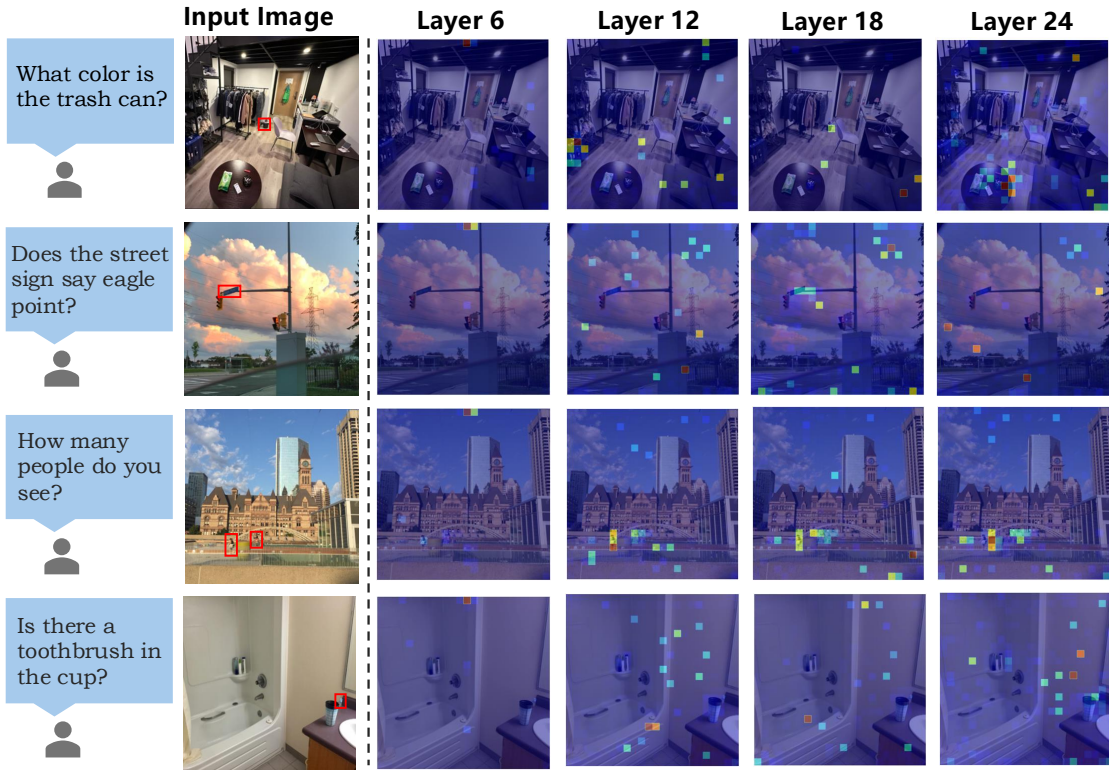 Input Image
Layer 6
Layer 12
Layer 18
Layer 24
What color is
the trash can?
Does the street
sign say eagle
point?
How many
people do you
see?
Is there a
toothbrush in
the cup?